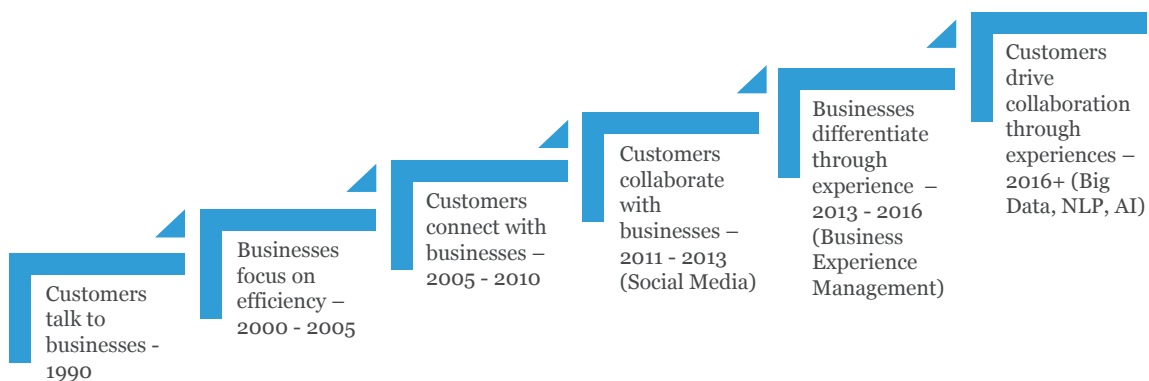 Customers
talk to
businesses -
1990
Businesses
focus on
efficiency –
2000 - 2005
Customers
connect with
businesses –
2005 - 2010
Customers
collaborate
with
businesses –
2011 - 2013
(Social Media)
Businesses
differentiate
through
experience –
2013 - 2016
(Business
Experience
Management)
Customers
drive
collaboration
through
experiences –
2016+ (Big
Data, NLP, AI)